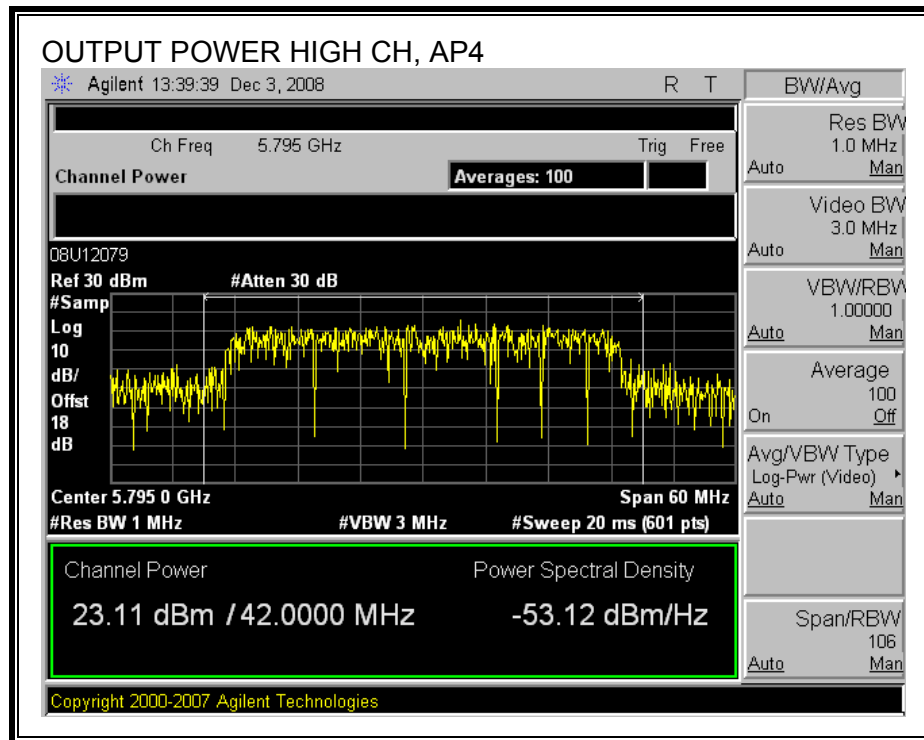 OUTPUT POWER HIGH CH, AP4
Agilent 13:39:39 Dec 3, 2008 R T
BW/Avg
Ch Freq 5.795 GHz Trig Free
Channel Power Averages: 100
08U12079
Ref 30 dBm #Atten 30 dB
#Samp
Log
10
dB/
Offst
18
dB
Center 5.795 0 GHz Span 60 MHz
#Res BW 1 MHz #VBW 3 MHz #Sweep 20 ms (601 pts)
Channel Power Power Spectral Density
23.11 dBm / 42.0000 MHz -53.12 dBm/Hz
Copyright 2000-2007 Agilent Technologies
Res BW
1.0 MHz
Auto Man
Video BW
3.0 MHz
Auto Man
VBW/RBW
1.00000
Auto Man
Average
100
On Off
Avg/VBW Type
Log-Pwr (Video)
Auto Man
Span/RBW
106
Auto Man